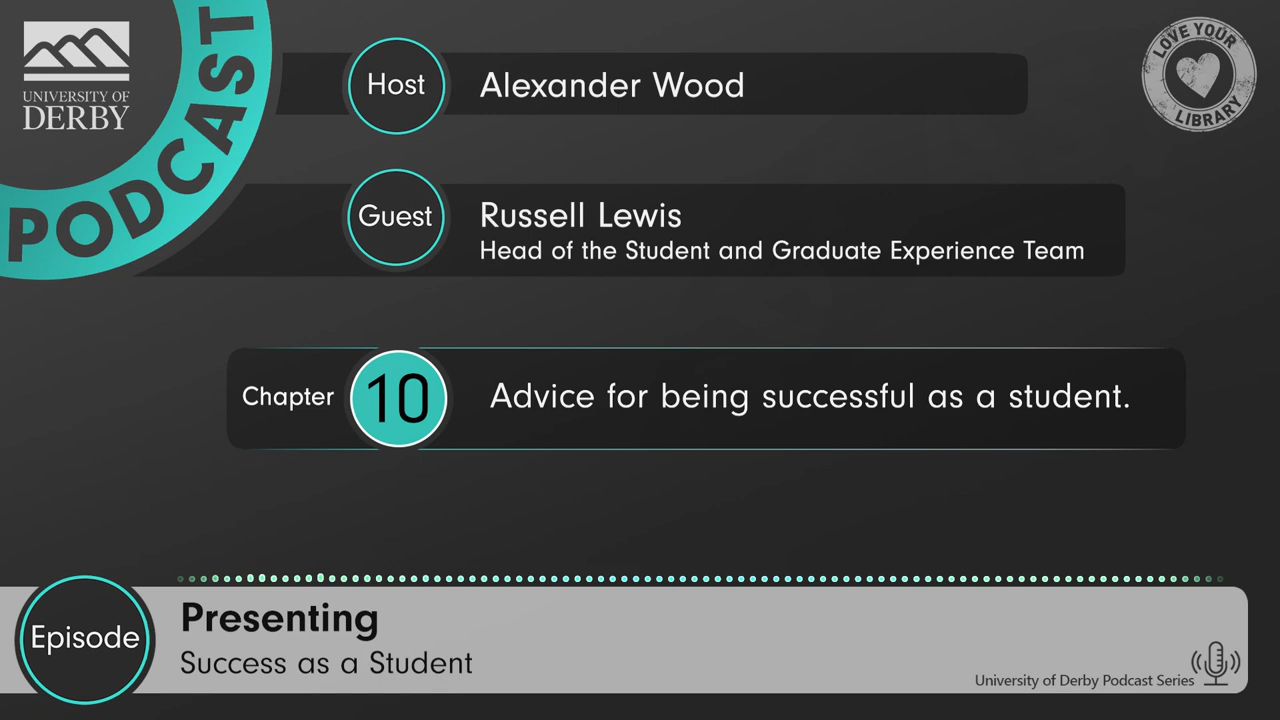 UNIVERSITY OF
DERBY
PODCAST
Host
Alexander Wood
LOVE YOUR
LIBRARY
Guest
Russell Lewis
Head of the Student and Graduate Experience Team
Chapter
10
Advice for being successful as a student.
Episode
Presenting
Success as a Student
University of Derby Podcast Series